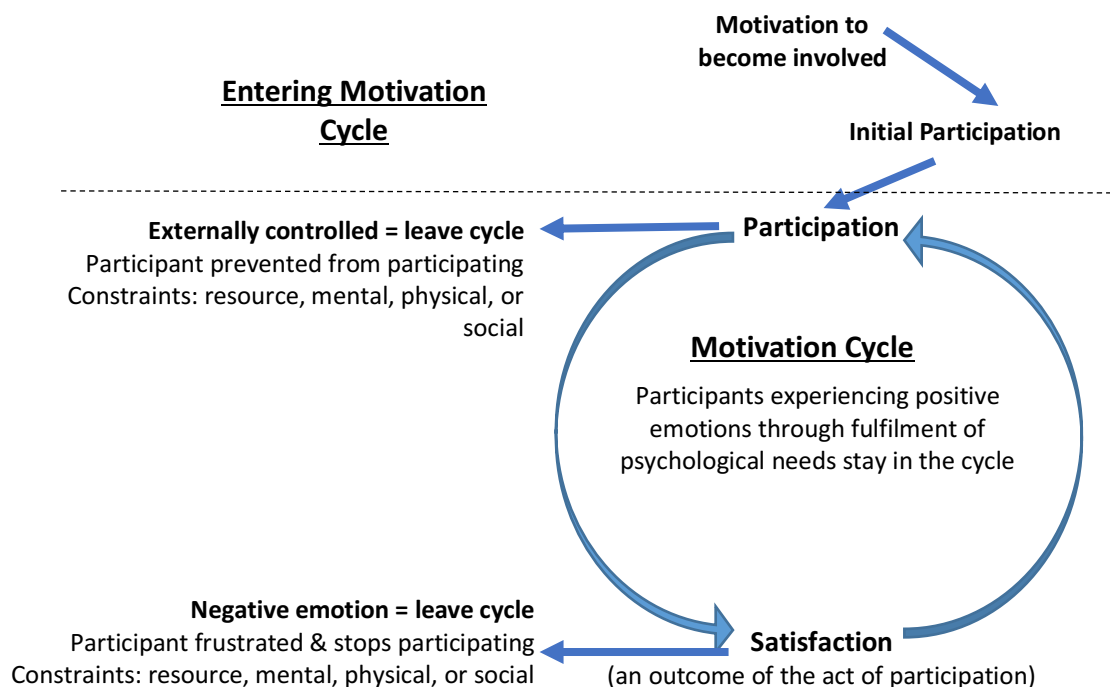 Motivation to
become involved
Entering Motivation
Cycle
Initial Participation
Externally controlled = leave cycle
Participant prevented from participating
Constraints: resource, mental, physical, or
social
Participation
Motivation Cycle
Participants experiencing positive
emotions through fulfilment of
psychological needs stay in the cycle
Negative emotion = leave cycle
Participant frustrated & stops participating
Constraints: resource, mental, physical, or social
Satisfaction
(an outcome of the act of participation)